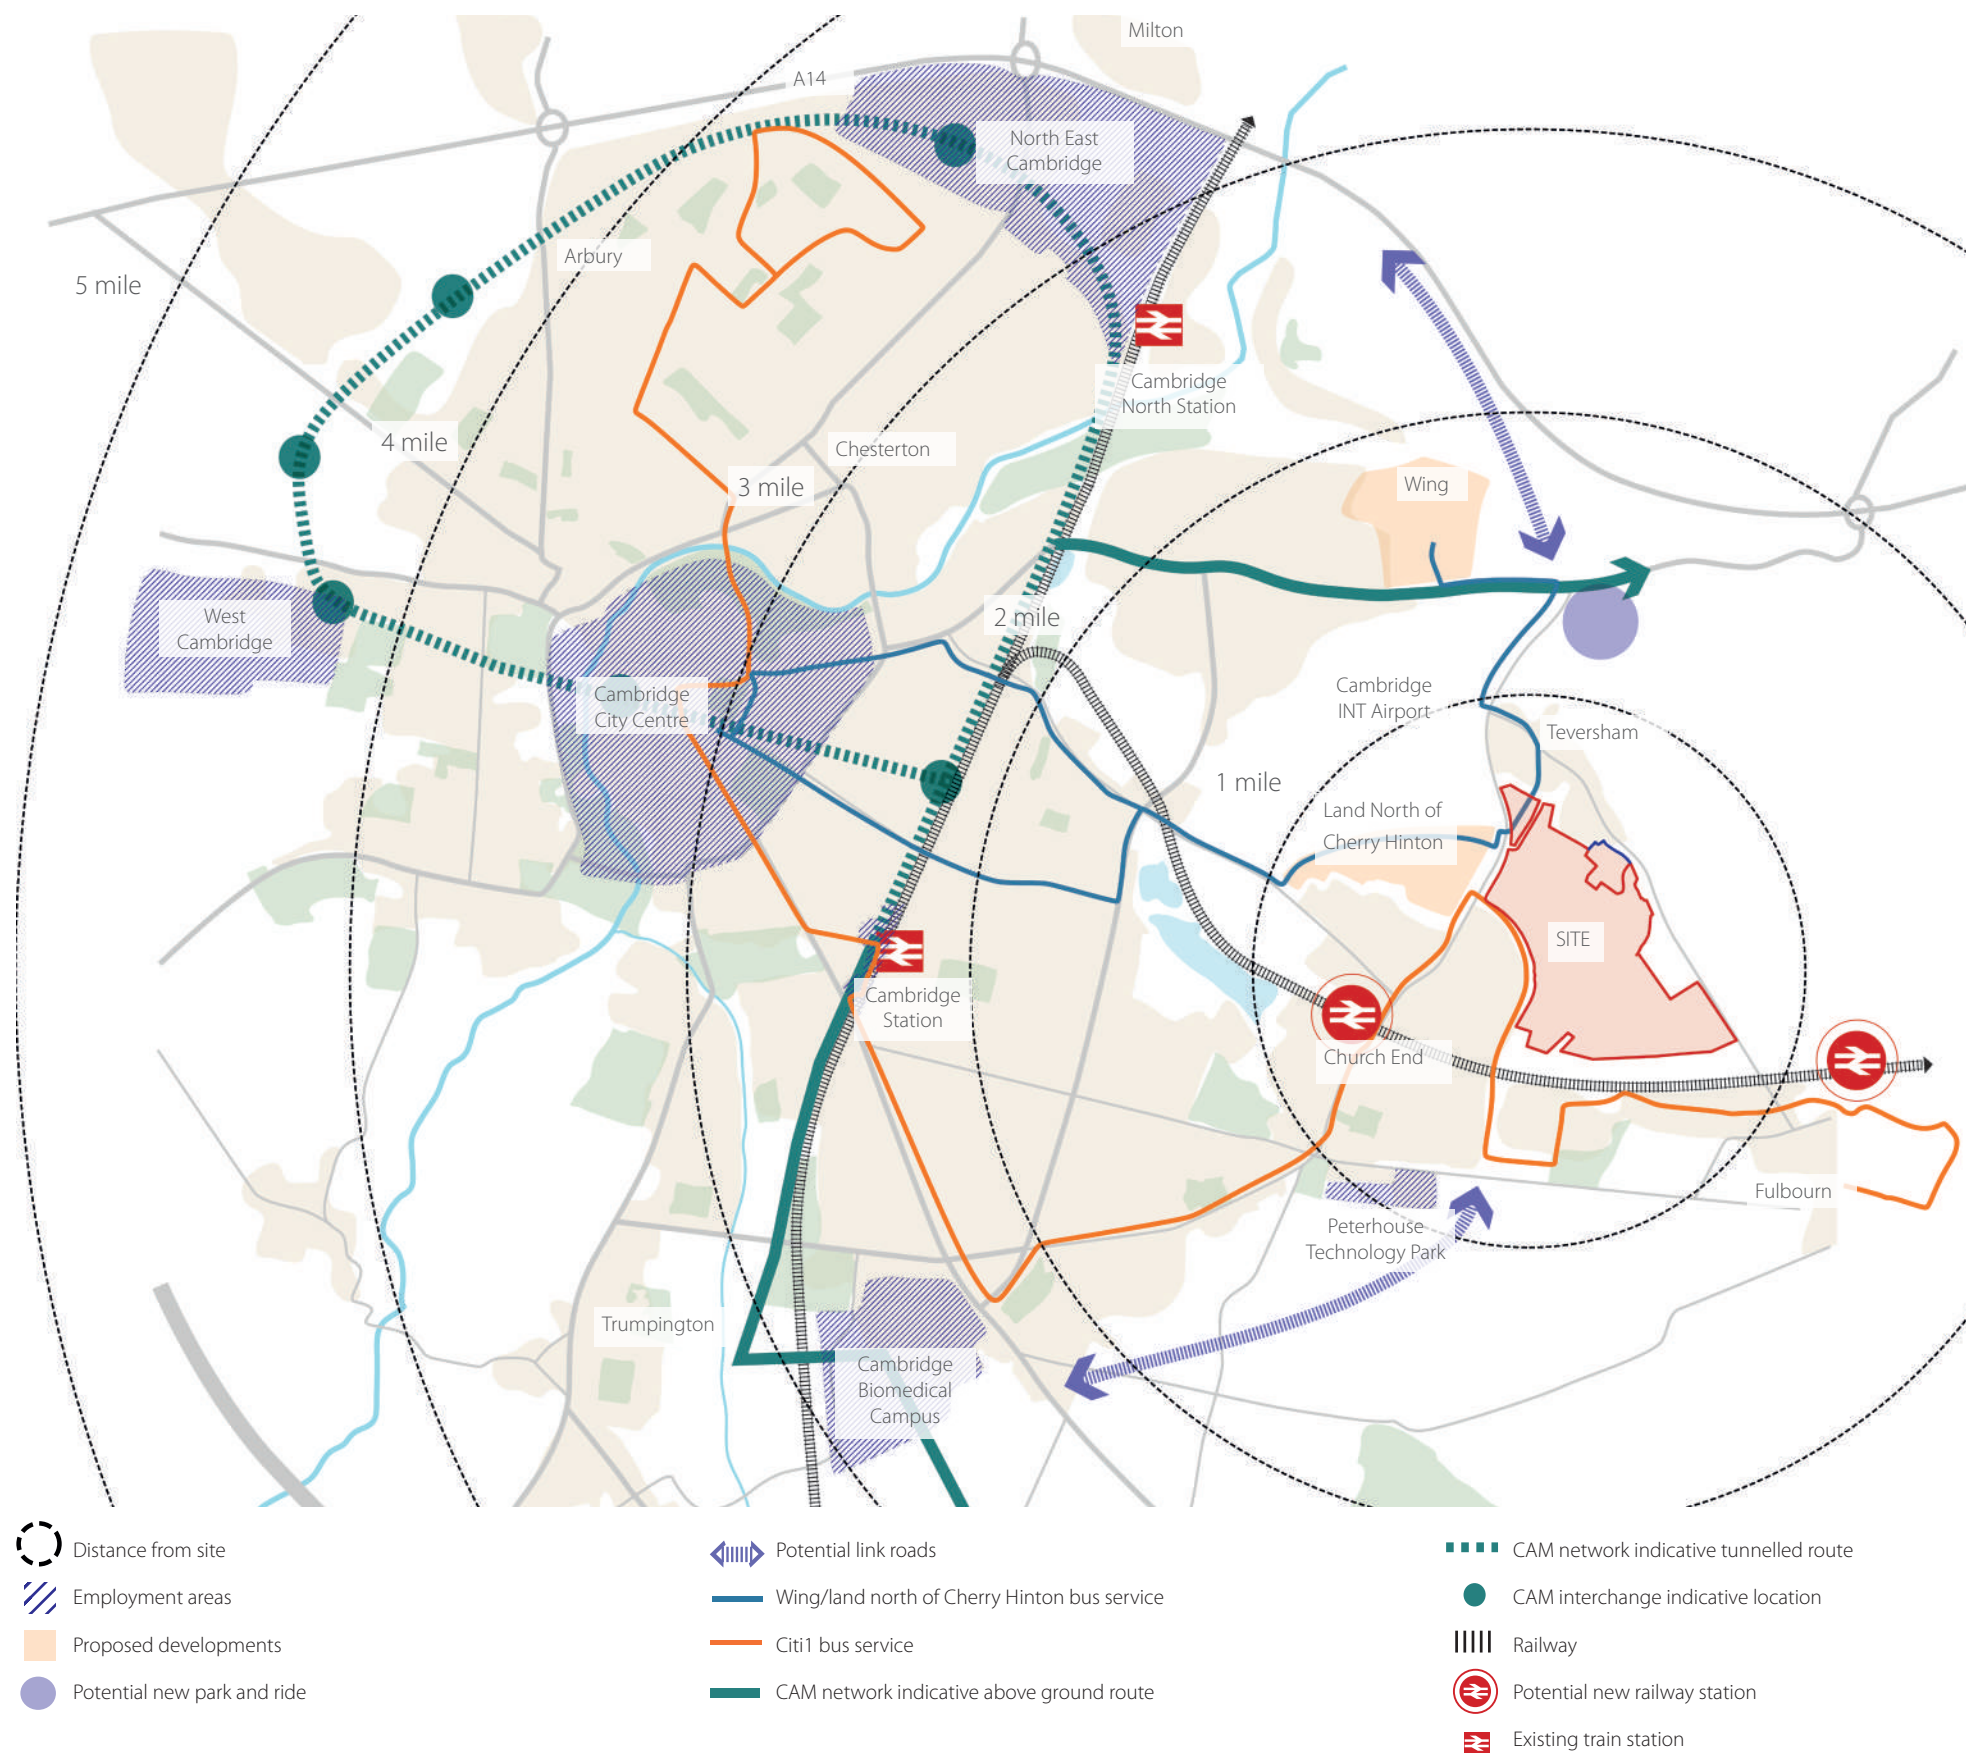 Milton
A14
North East
Cambridge
Arbury
5 mile
Cambridge
North Station
4 mile
Chesterton
3 mile
Wing
West
Cambridge
2 mile
Cambridge
City Centre
Cambridge
INT Airport
Teversham
1 mile
Land North of
Cherry Hinton
SITE
Cambridge
Station
Church End
Fulbourn
Peterhouse
Technology Park
Trumpington
Cambridge
Biomedical
Campus
Distance from site
Employment areas
Proposed developments
Potential new park and ride
Potential link roads
Wing/land north of Cherry Hinton bus service
Citi1 bus service
CAM network indicative above ground route
CAM network indicative tunnelled route
CAM interchange indicative location
Railway
Potential new railway station
Existing train station